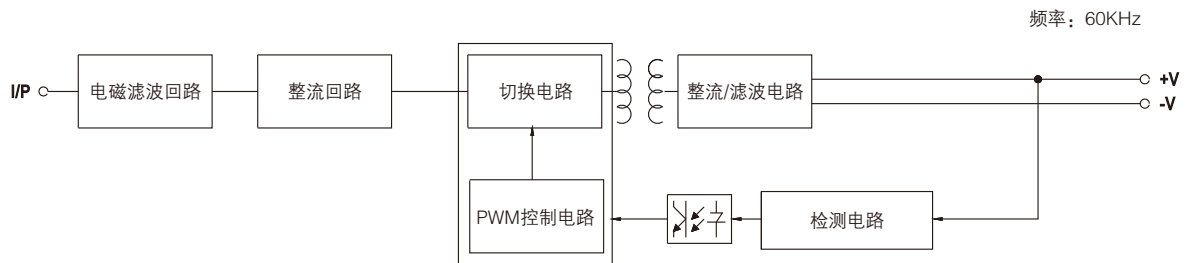 频率：60KHz
I/P
电磁滤波回路
整流回路
切换电路
整流/滤波电路
+V
-V
PWM控制电路
检测电路